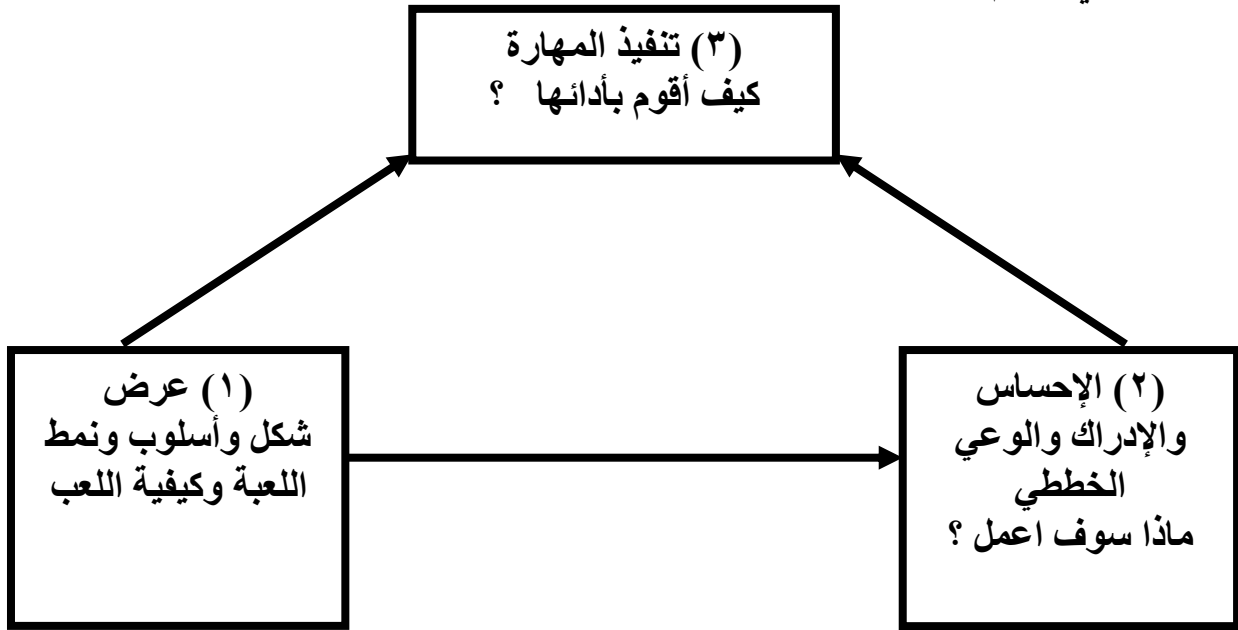 (٣) تنفيذ المهارة
كيف أقوم بأدائها ؟
(١) عرض
شكل وأسلوب ونمط
اللعبة وكيفية اللعب
(٢) الإحساس
والإدراك والوعي
الخططي
ماذا سوف اعمل ؟